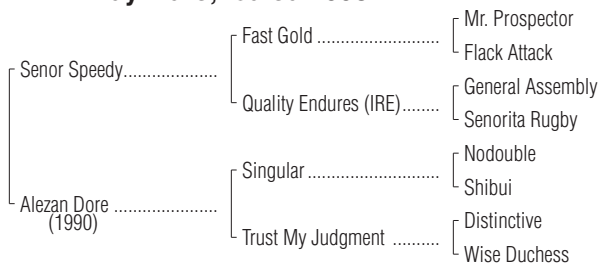 Mr. Prospector
Fast Gold
Flack Attack
Senor Speedy
General Assembly
Quality Endures (IRE)
Senorita Rugby
Nodouble
Singular
Shibui
Alezan Dore
(1990)
Distinctive
Trust My Judgment
Wise Duchess